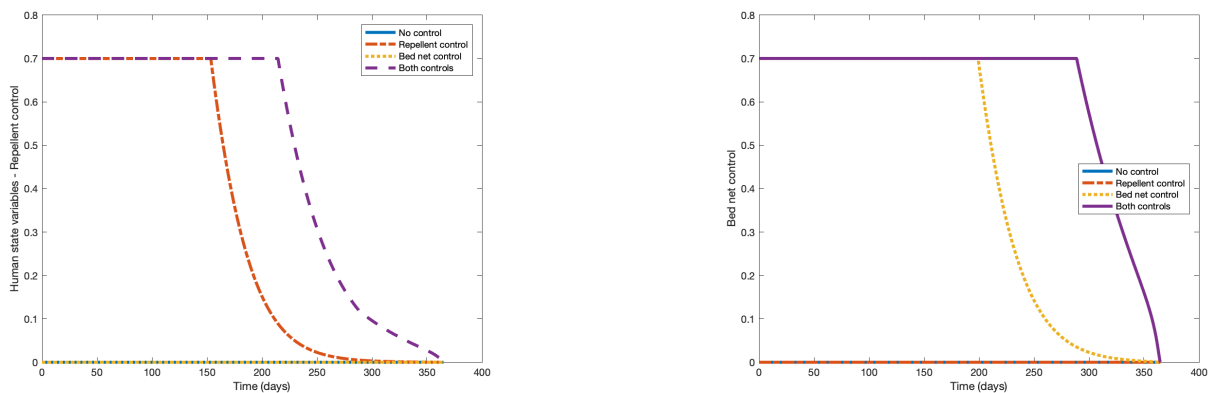 0.8
0.7
0.6
0.5
0.4
0.3
0.2
0.1
0
Human state variables - Repellent control
No control
Repellent control
Bed net control
Both controls
0 50 100 150 200 250 300 350 400
Time (days)
0.8
0.7
0.6
0.5
0.4
0.3
0.2
0.1
0
Bed net control
No control
Repellent control
Bed net control
Both controls
0 50 100 150 200 250 300 350 400
Time (days)